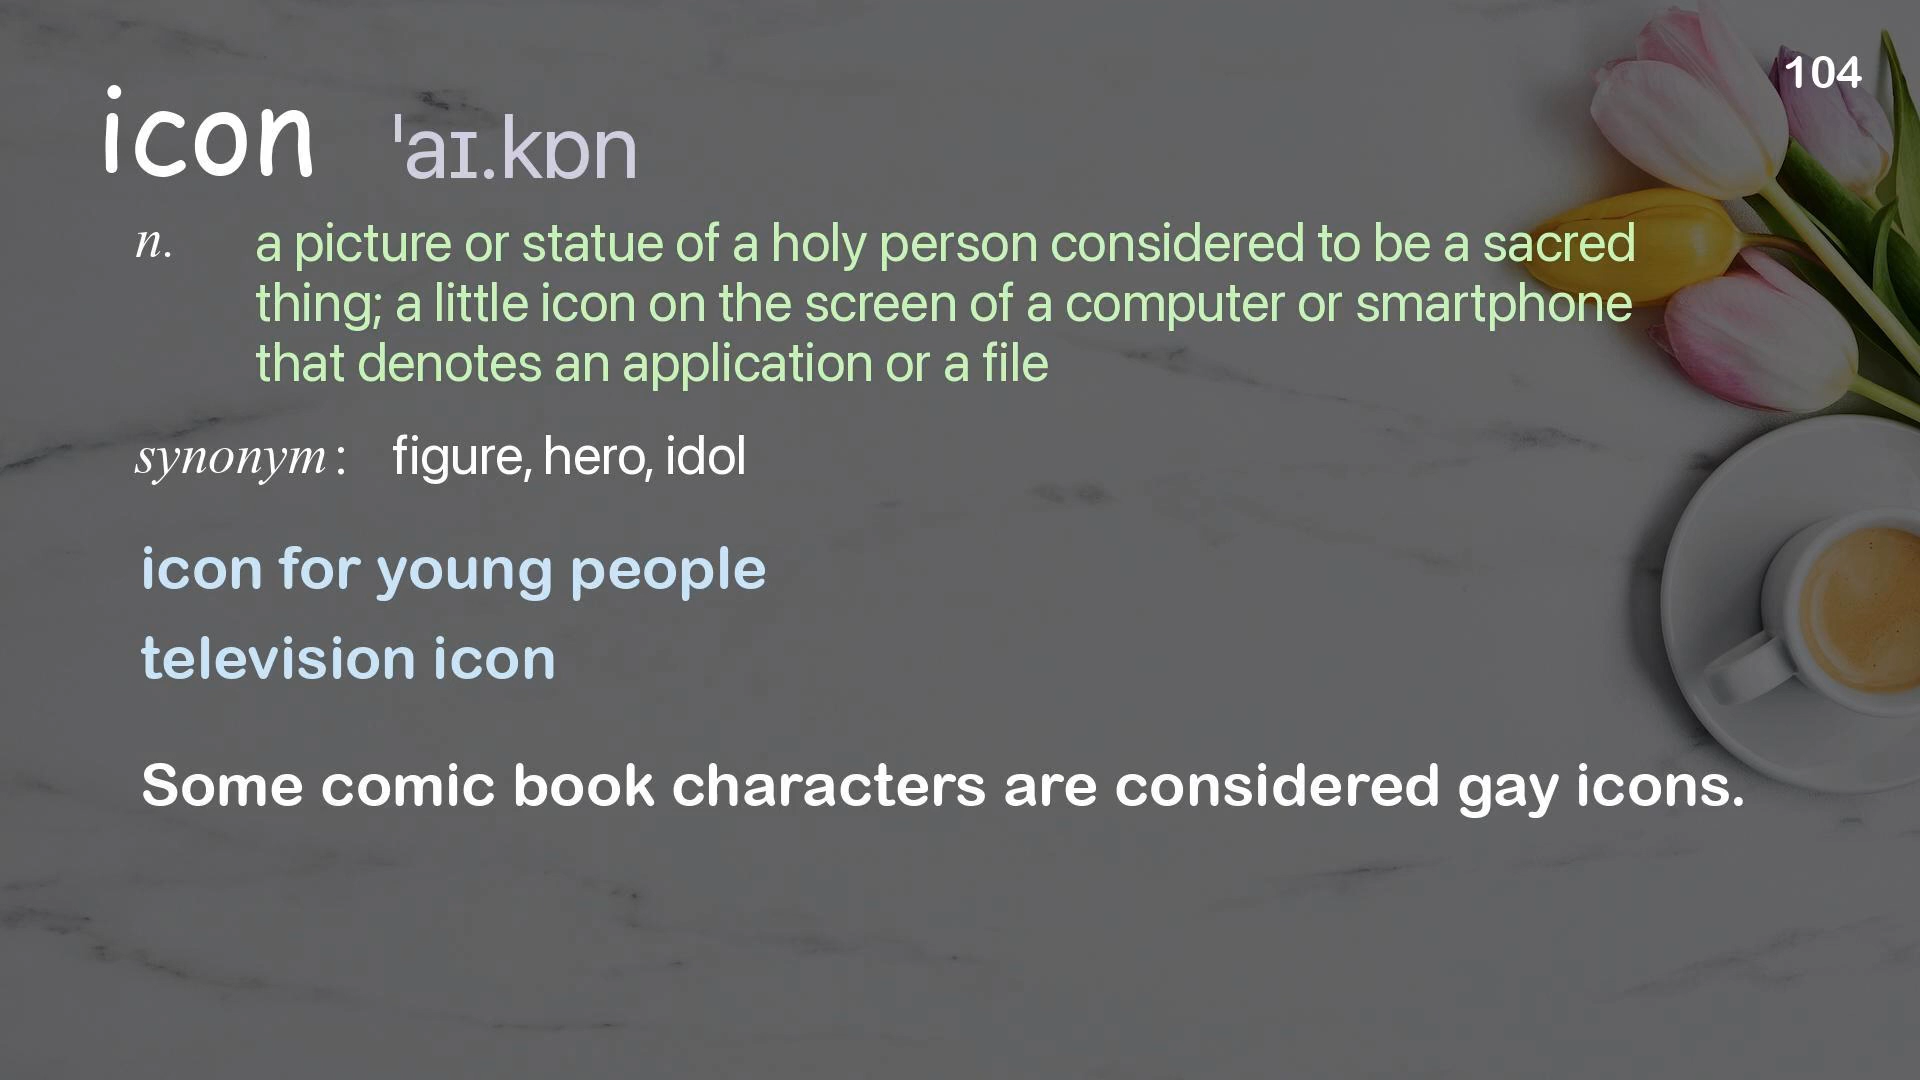 104
icon ˈaɪ.kɒn
n. a picture or statue of a holy person considered to be a sacred
thing; a little icon on the screen of a computer or smartphone
that denotes an application or a file
synonym: figure, hero, idol
icon for young people
television icon
Some comic book characters are considered gay icons.